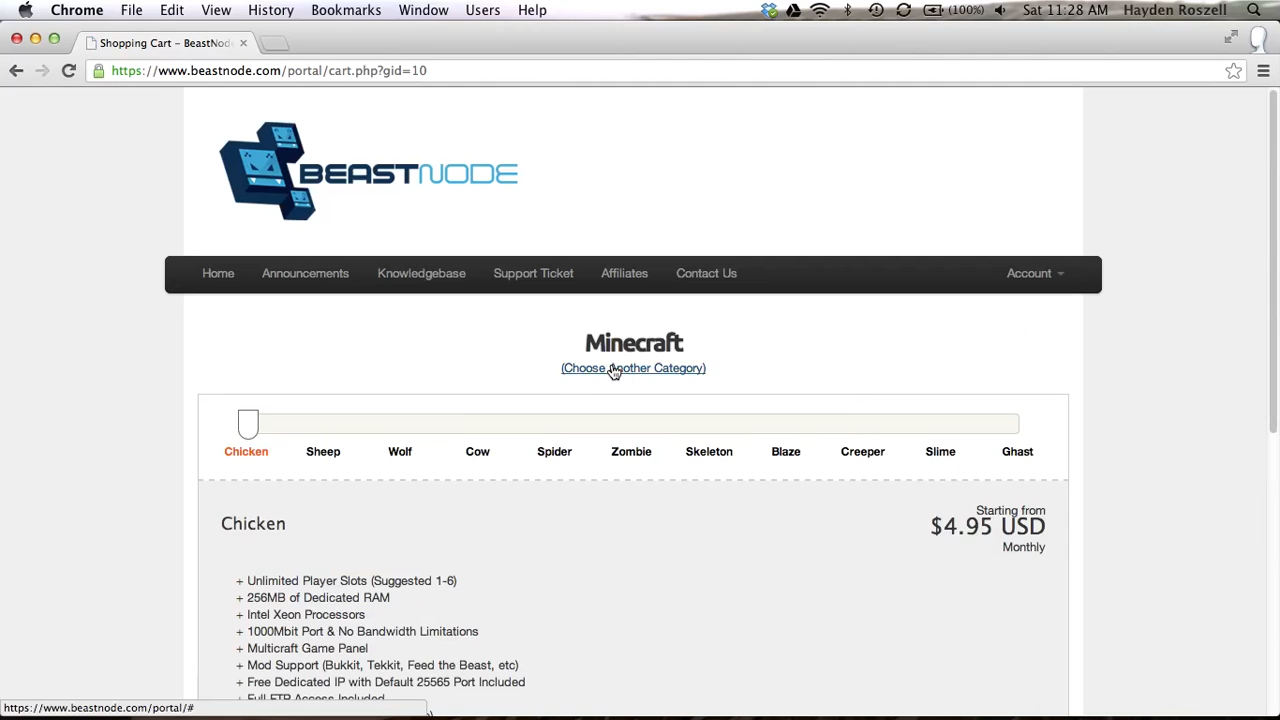 Chrome File Edit View History Bookmarks Window Users Help (100%) Sat 11:28 AM Hayden Roszell
Shopping Cart – BeastNod
https://www.beastnode.com/portal/cart.php?gid=10
BEASTNODE
Home Announcements Knowledgebase Support Ticket Affiliates Contact Us Account
Minecraft
(Choose Another Category)
Chicken Sheep Wolf Cow Spider Zombie Skeleton Blaze Creeper Slime Ghast
Chicken
Starting from
$4.95 USD
Monthly
+ Unlimited Player Slots (Suggested 1-6)
+ 256MB of Dedicated RAM
+ Intel Xeon Processors
+ 1000Mbit Port & No Bandwidth Limitations
+ Multicraft Game Panel
+ Mod Support (Bukkit, Tekkit, Feed the Beast, etc)
+ Free Dedicated IP with Default 25565 Port Included
+ Full FTP Access Included
https://www.beastnode.com/portal/#